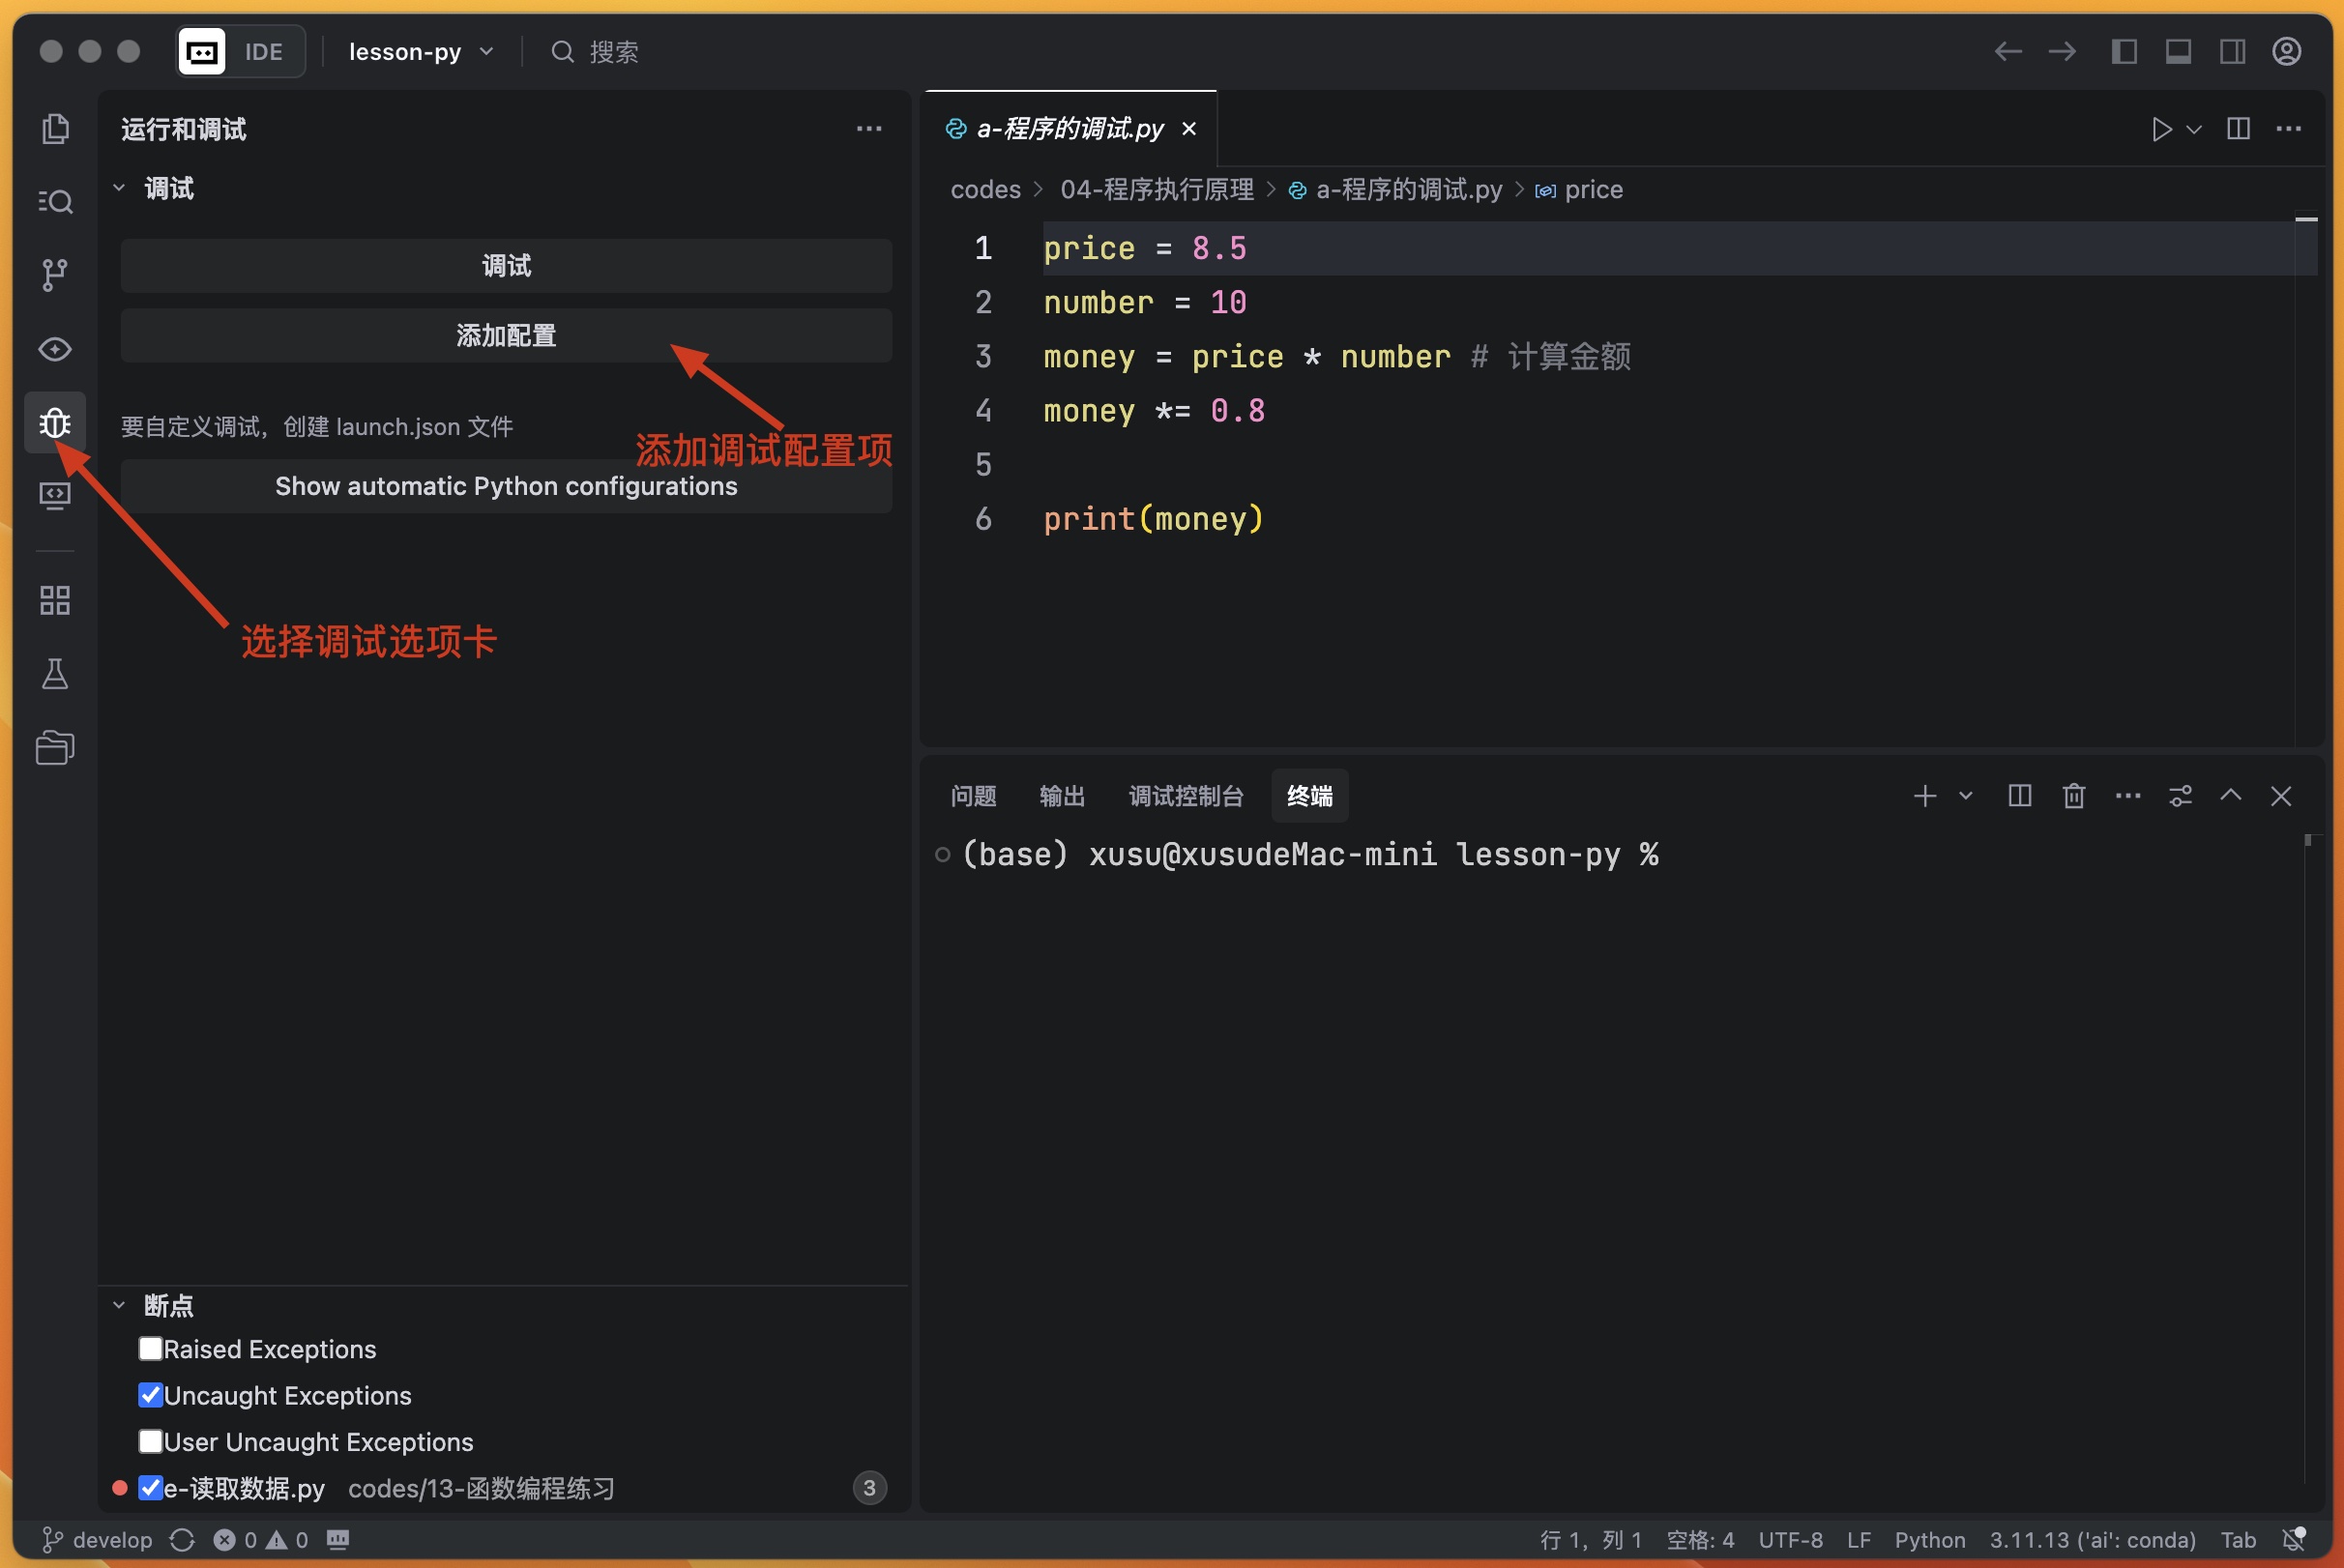 IDE
lesson-py
搜索
运行和调试
调试
调试
添加配置
要自定义调试，创建 launch.json 文件
添加调试配置项
Show automatic Python configurations
选择调试选项卡
断点
Raised Exceptions
Uncaught Exceptions
User Uncaught Exceptions
e-读取数据.py codes/13-函数编程练习 3
a-程序的调试.py
codes > 04-程序执行原理 > a-程序的调试.py > price
1 price = 8.5
2 number = 10
3 money = price * number # 计算金额
4 money *= 0.8
5
6 print(money)
问题 输出 调试控制台 终端
(base) xusu@xusudeMac-mini lesson-py %
develop 0 0
行 1，列 1 空格: 4 UTF-8 LF Python 3.11.13 ('ai': conda) Tab